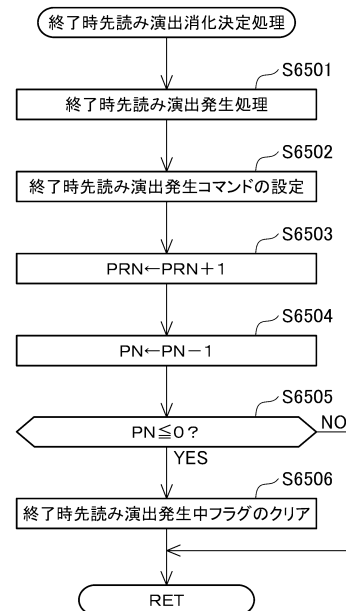 終了時先読み演出消化決定処理
S6501
終了時先読み演出発生処理
S6502
終了時先読み演出発生コマンドの設定
S6503
PRN←PRN+1
S6504
PN←PN−1
S6505
PN≦0?
NO
YES
S6506
終了時先読み演出発生中フラグのクリア
RET